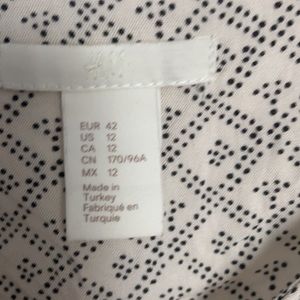 EUR 42
US 12
CA 12
CN 170/96A
MX 12
Made in
Turkey
Fabriqué en
Turquie